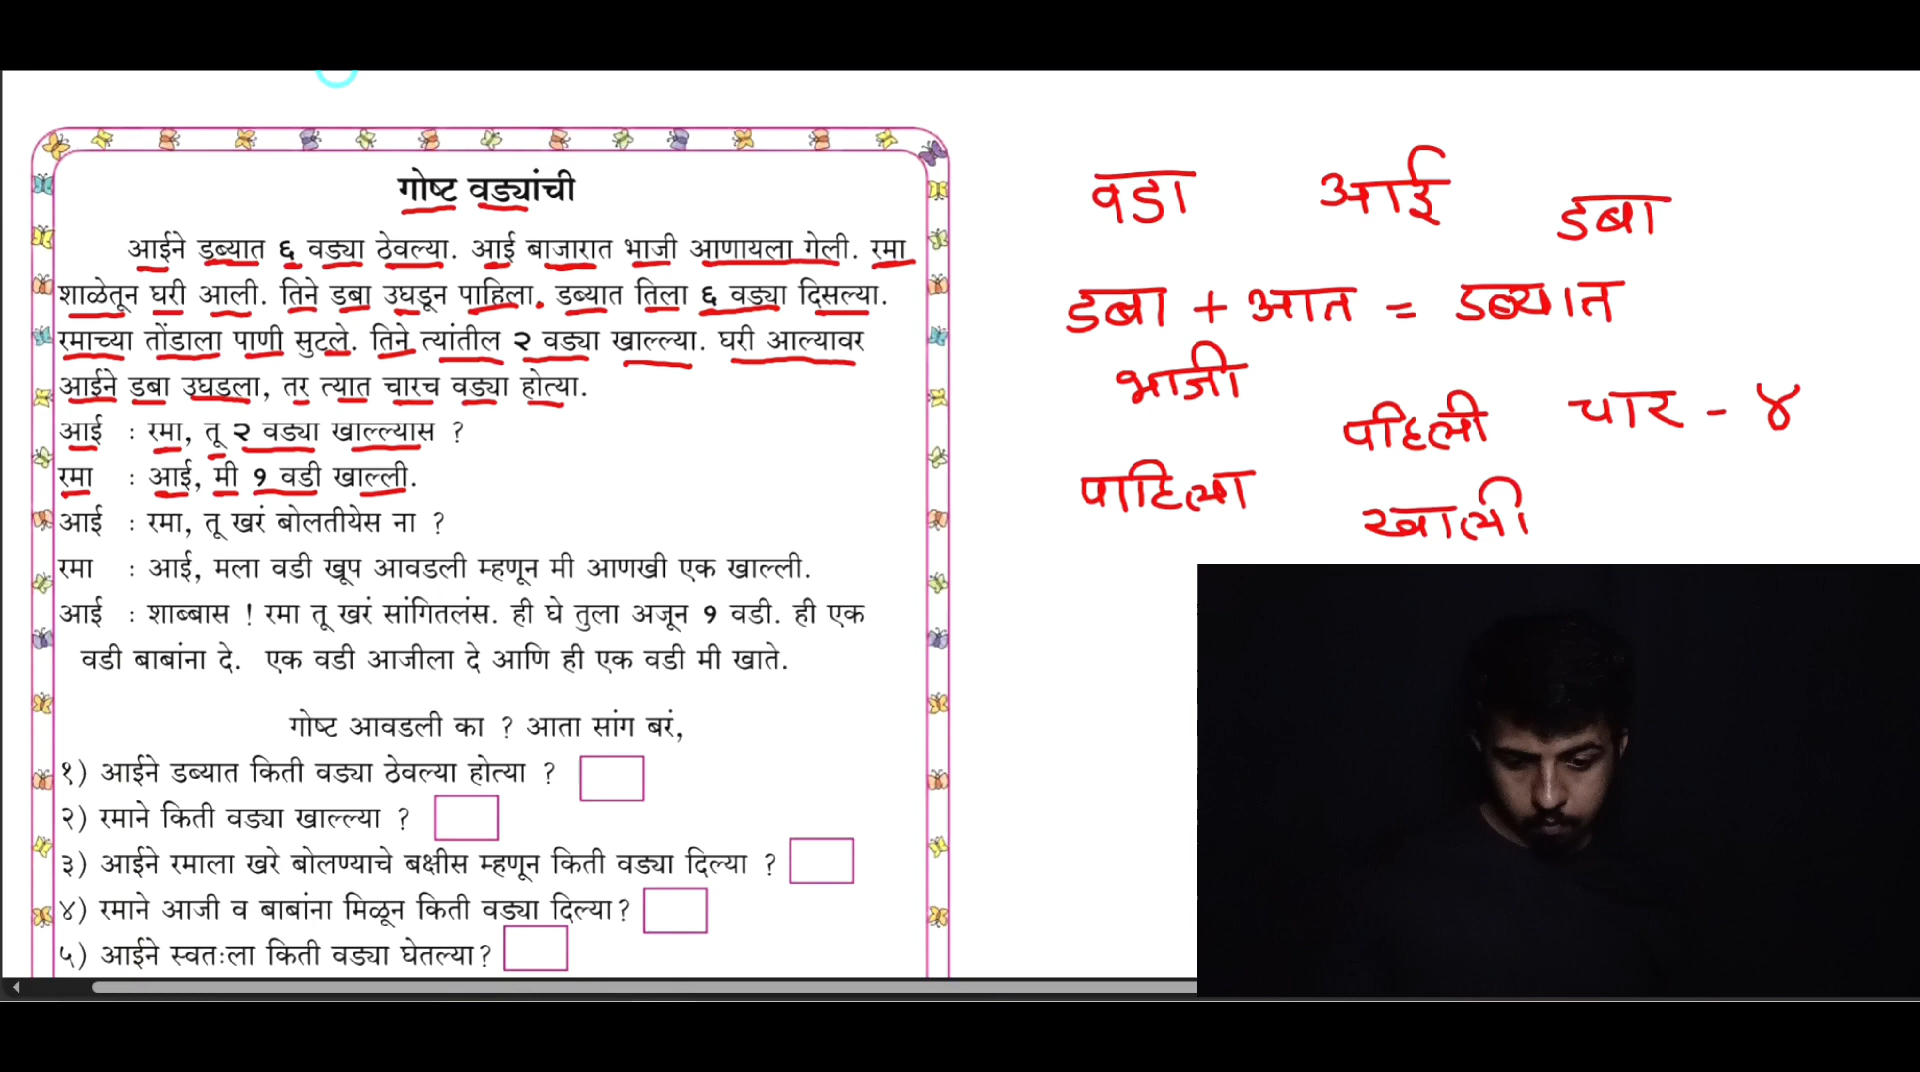 गोष्ट वड्यांची
आईने डब्यात ६ वड्या ठेवल्या. आई बाजारात भाजी आणायला गेली. रमा
शाळेतून घरी आली. तिने डबा उघडून पाहिला. डब्यात तिला ६ वड्या दिसल्या.
रमाच्या तोंडाला पाणी सुटले. तिने त्यांतील २ वड्या खाल्ल्या. घरी आल्यावर
आईने डबा उघडला, तर त्यात चारच वड्या होत्या.
आई : रमा, तू २ वड्या खाल्ल्यास ?
रमा : आई, मी १ वडी खाल्ली.
आई : रमा, तू खरं बोलतीयेस ना ?
रमा : आई, मला वडी खूप आवडली म्हणून मी आणखी एक खाल्ली.
आई : शाब्बास ! रमा तू खरं सांगितलंस. ही घे तुला अजून १ वडी. ही एक
वडी बाबांना दे. एक वडी आजीला दे आणि ही एक वडी मी खाते.
गोष्ट आवडली का ? आता सांग बरं,
१) आईने डब्यात किती वड्या ठेवल्या होत्या ?
२) रमाने किती वड्या खाल्ल्या ?
३) आईने रमाला खरे बोलण्याचे बक्षीस म्हणून किती वड्या दिल्या ?
४) रमाने आजी व बाबांना मिळून किती वड्या दिल्या?
५) आईने स्वतःला किती वड्या घेतल्या?
वडा आई डबा
डबा + आत = डब्यात
भाजी
पहिली चार - ४
पाहिला
खाली